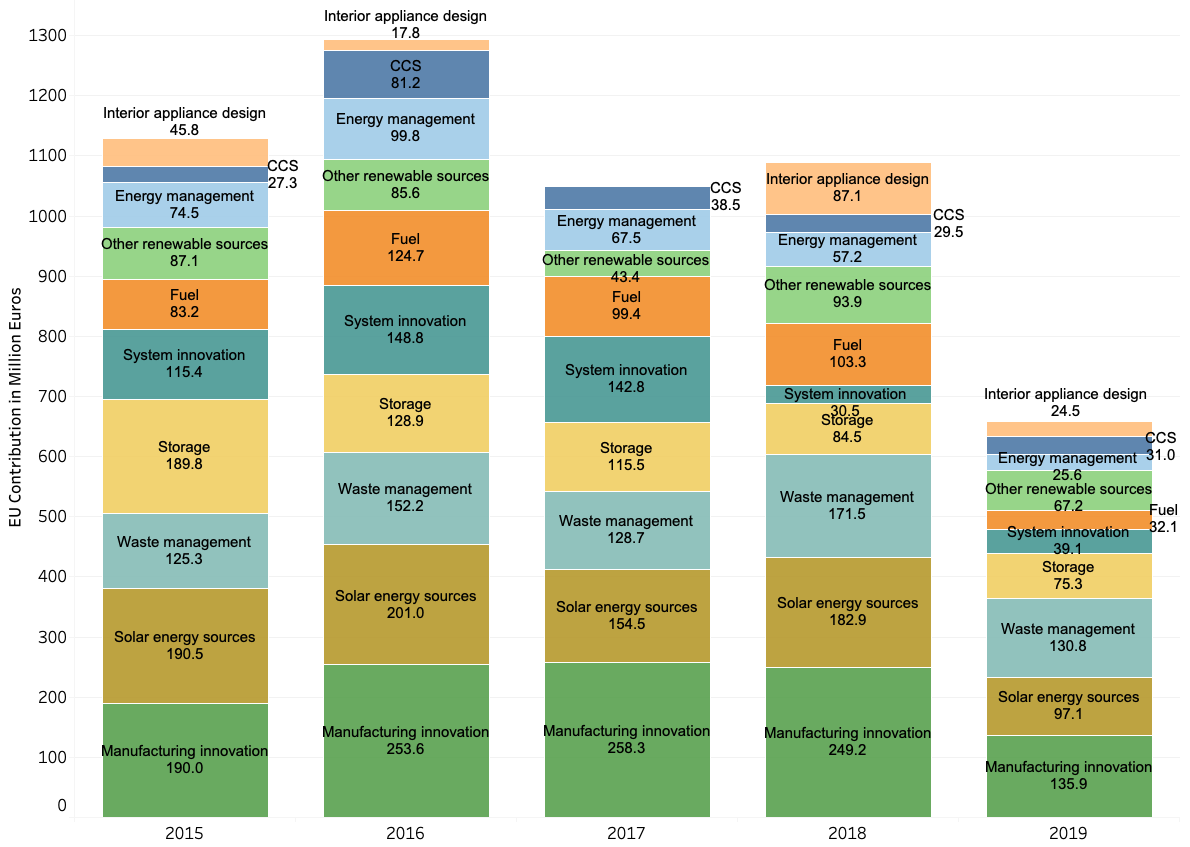 EU Contribution in Million Euros
1300
1200
1100
1000
900
800
700
600
500
400
300
200
100
0
Interior appliance design
45.8
CCS
27.3
Energy management
74.5
Other renewable sources
87.1
Fuel
83.2
System innovation
115.4
Storage
189.8
Waste management
125.3
Solar energy sources
190.5
Manufacturing innovation
190.0
Interior appliance design
17.8
CCS
81.2
Energy management
99.8
Other renewable sources
85.6
Fuel
124.7
System innovation
148.8
Storage
128.9
Waste management
152.2
Solar energy sources
201.0
Manufacturing innovation
253.6
CCS
38.5
Energy management
67.5
Other renewable sources
43.4
Fuel
99.4
System innovation
142.8
Storage
115.5
Waste management
128.7
Solar energy sources
154.5
Manufacturing innovation
258.3
Interior appliance design
87.1
CCS
29.5
Energy management
57.2
Other renewable sources
93.9
Fuel
103.3
System innovation
30.5
Storage
84.5
Waste management
171.5
Solar energy sources
182.9
Manufacturing innovation
249.2
Interior appliance design
24.5
CCS
31.0
Energy management
25.6
Other renewable sources
67.2
Fuel
32.1
System innovation
39.1
Storage
75.3
Waste management
130.8
Solar energy sources
97.1
Manufacturing innovation
135.9
2015
2016
2017
2018
2019